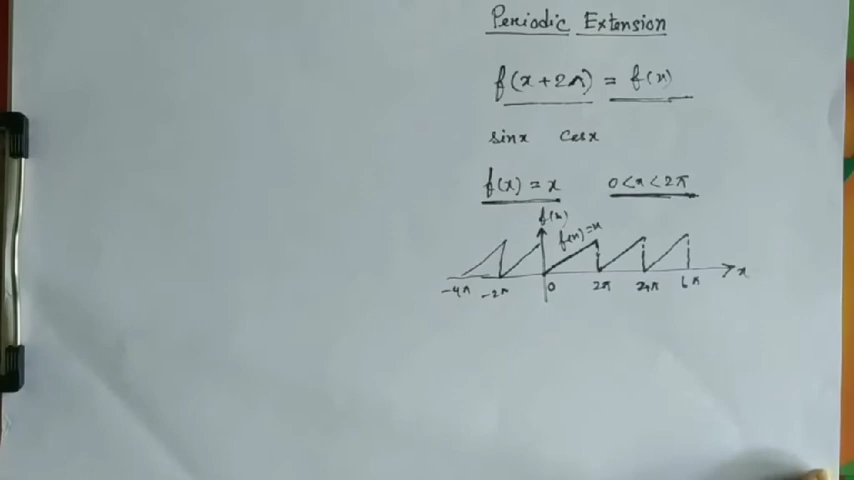 Periodic Extension
f(x+2π) = f(x)
sinx cosx
f(x) = x 0<x<2π
f(x)
f(x)=x
x
-4π -2π 0 2π 4π 6π